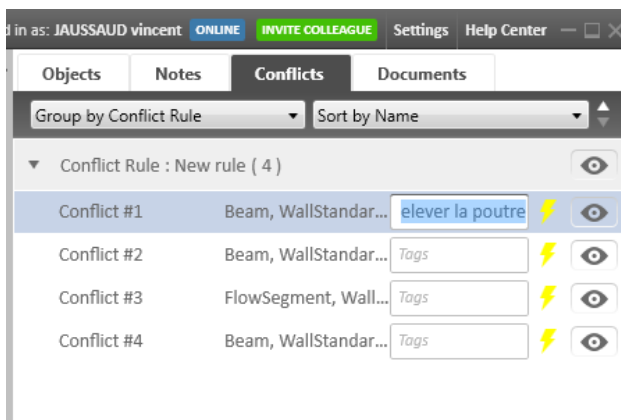 d in as: JAUSSAUD vincent ONLINE INVITE COLLEAGUE Settings Help Center
Objects Notes Conflicts Documents
Group by Conflict Rule Sort by Name
Conflict Rule : New rule ( 4 )
Conflict #1 Beam, WallStandar... elever la poutre
Conflict #2 Beam, WallStandar... Tags
Conflict #3 FlowSegment, Wall... Tags
Conflict #4 Beam, WallStandar... Tags